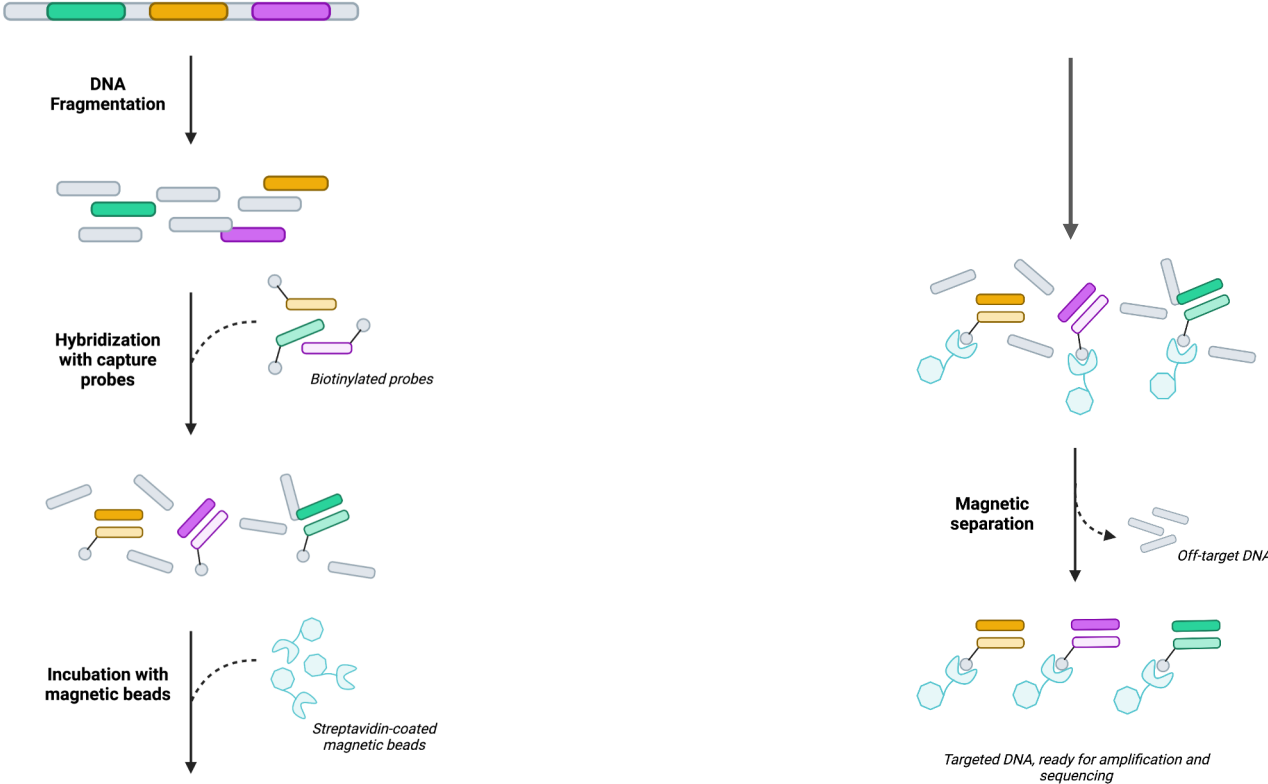 DNA
Fragmentation
Hybridization
with capture
probes
Biotinylated probes
Incubation with
magnetic beads
Streptavidin-coated
magnetic beads
Magnetic
separation
Off-target DNA
Targeted DNA, ready for amplification and
sequencing